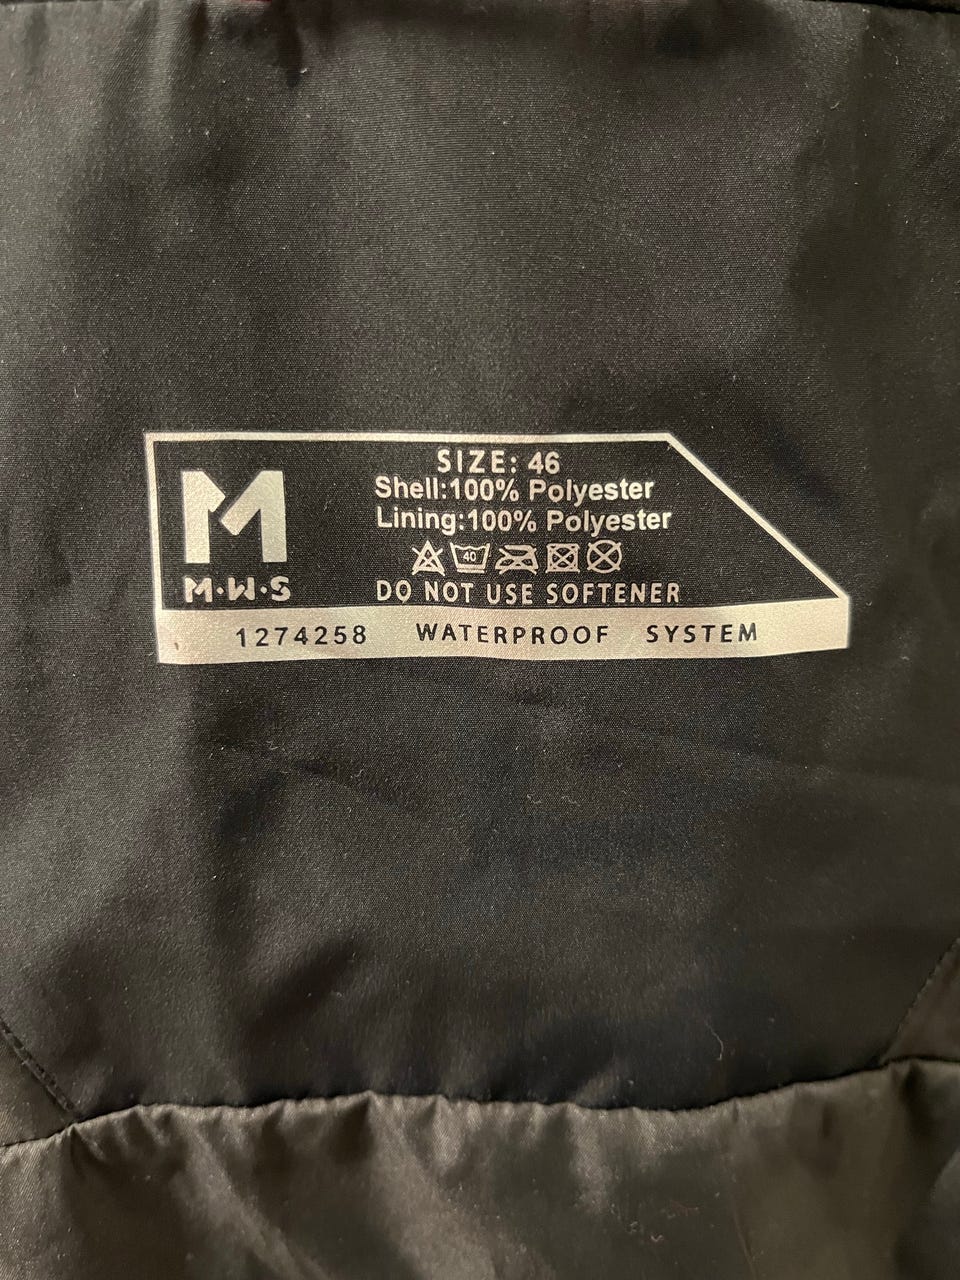 M
M·W·S
SIZE: 46
Shell:100% Polyester
Lining:100% Polyester
40
DO NOT USE SOFTENER
1274258 WATERPROOF SYSTEM